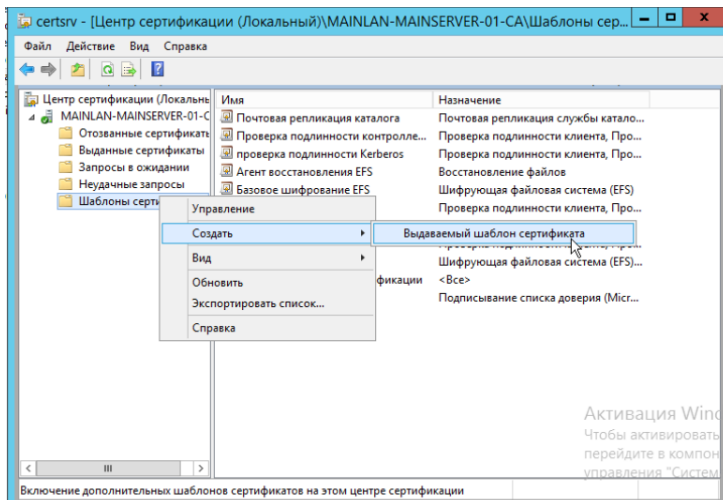 certsrv - [Центр сертификации (Локальный)\MAINLAN-MAINSERVER-01-CA\Шаблоны сер...
Файл Действие Вид Справка
Центр сертификации (Локальнь
MAINLAN-MAINSERVER-01-C
Отозванные сертификать
Выданные сертификаты
Запросы в ожидании
Неудачные запросы
Шаблоны серти
Имя Назначение
Почтовая репликация каталога Почтовая репликация службы катало...
Проверка подлинности контролле... Проверка подлинности клиента, Про...
проверка подлинности Kerberos Проверка подлинности клиента, Про...
Агент восстановления EFS Восстановление файлов
Базовое шифрование EFS Шифрующая файловая система (EFS)
Проверка подлинности клиента, Про...
Шифрующая файловая система (EFS)...
фикации <Все>
Подписывание списка доверия (Micr...
Управление
Создать
Вид
Обновить
Экспортировать список...
Справка
Выдаваемый шаблон сертификата
Активация Wind
Чтобы активировать
перейдите в компон
управления "Систем
Включение дополнительных шаблонов сертификатов на этом центре сертификации